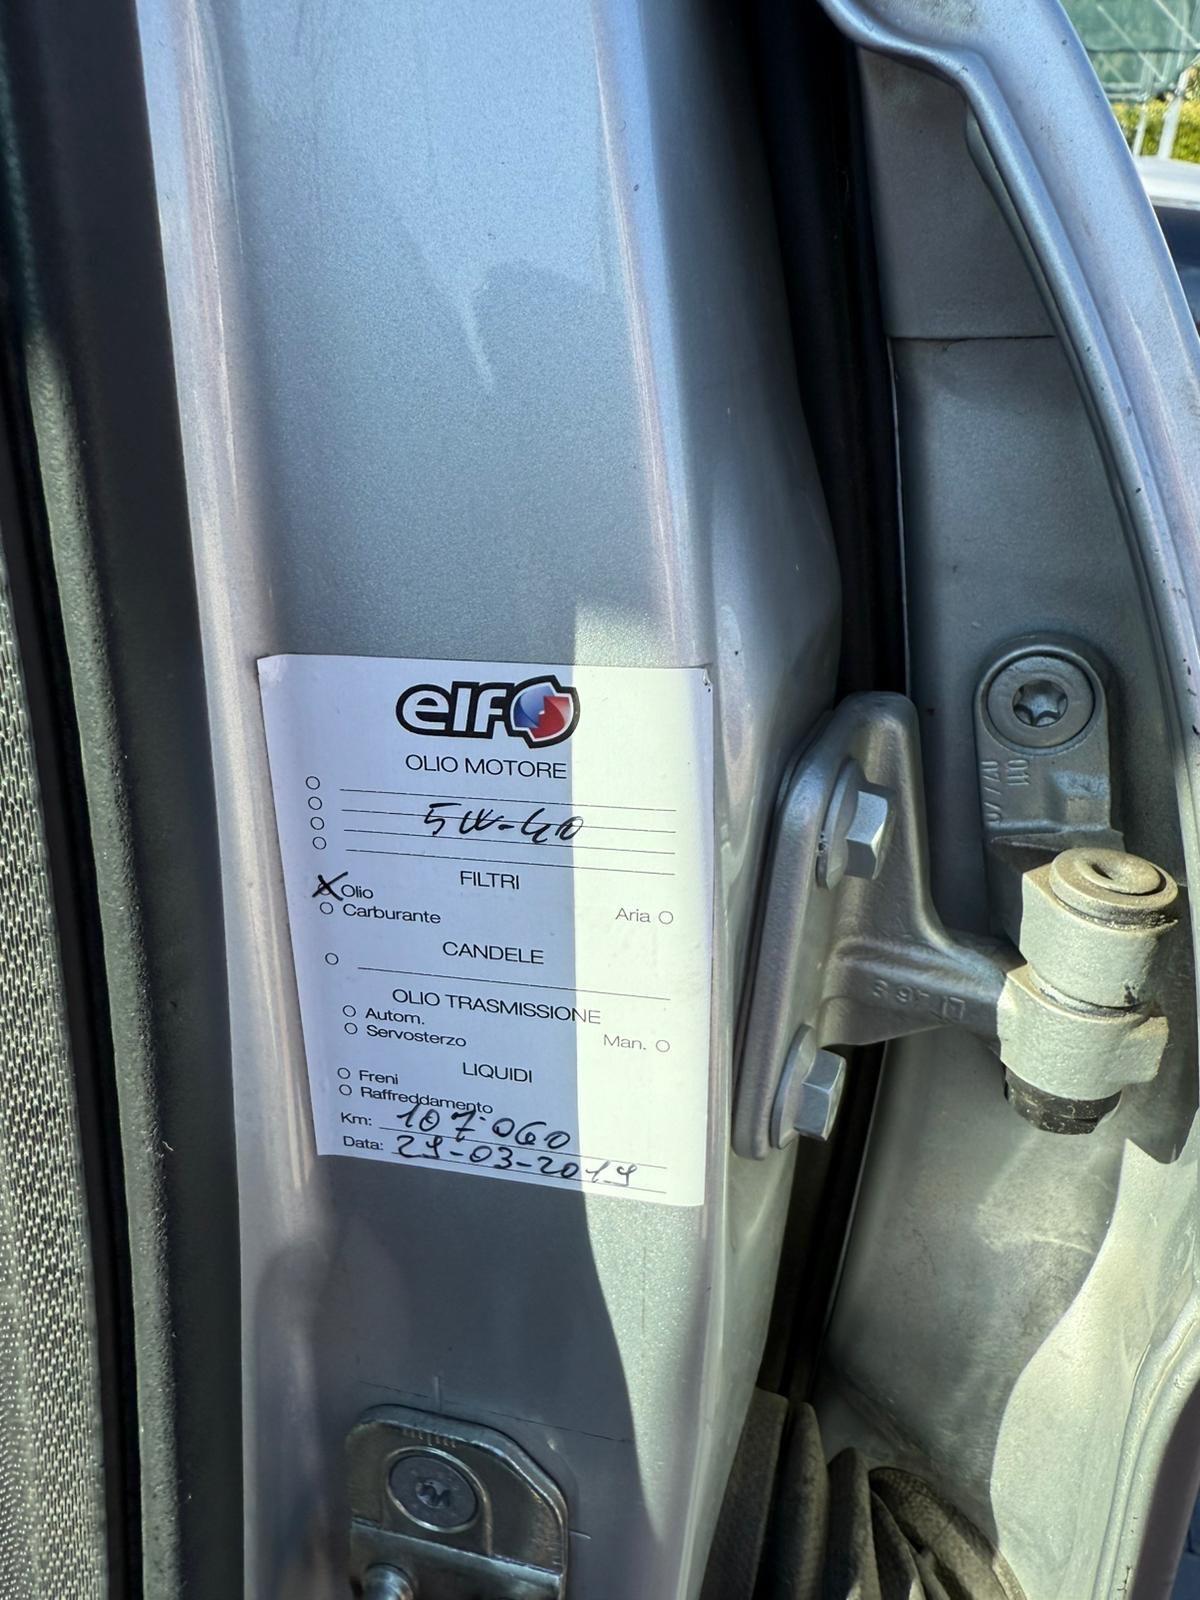 elf
OLIO MOTORE
5W-40
FILTRI
Olio
Carburante Aria
CANDELE
OLIO TRASMISSIONE
Autom.
Servosterzo Man.
LIQUIDI
Freni
Raffreddamento
Km: 107.060
Data: 29-03-2019